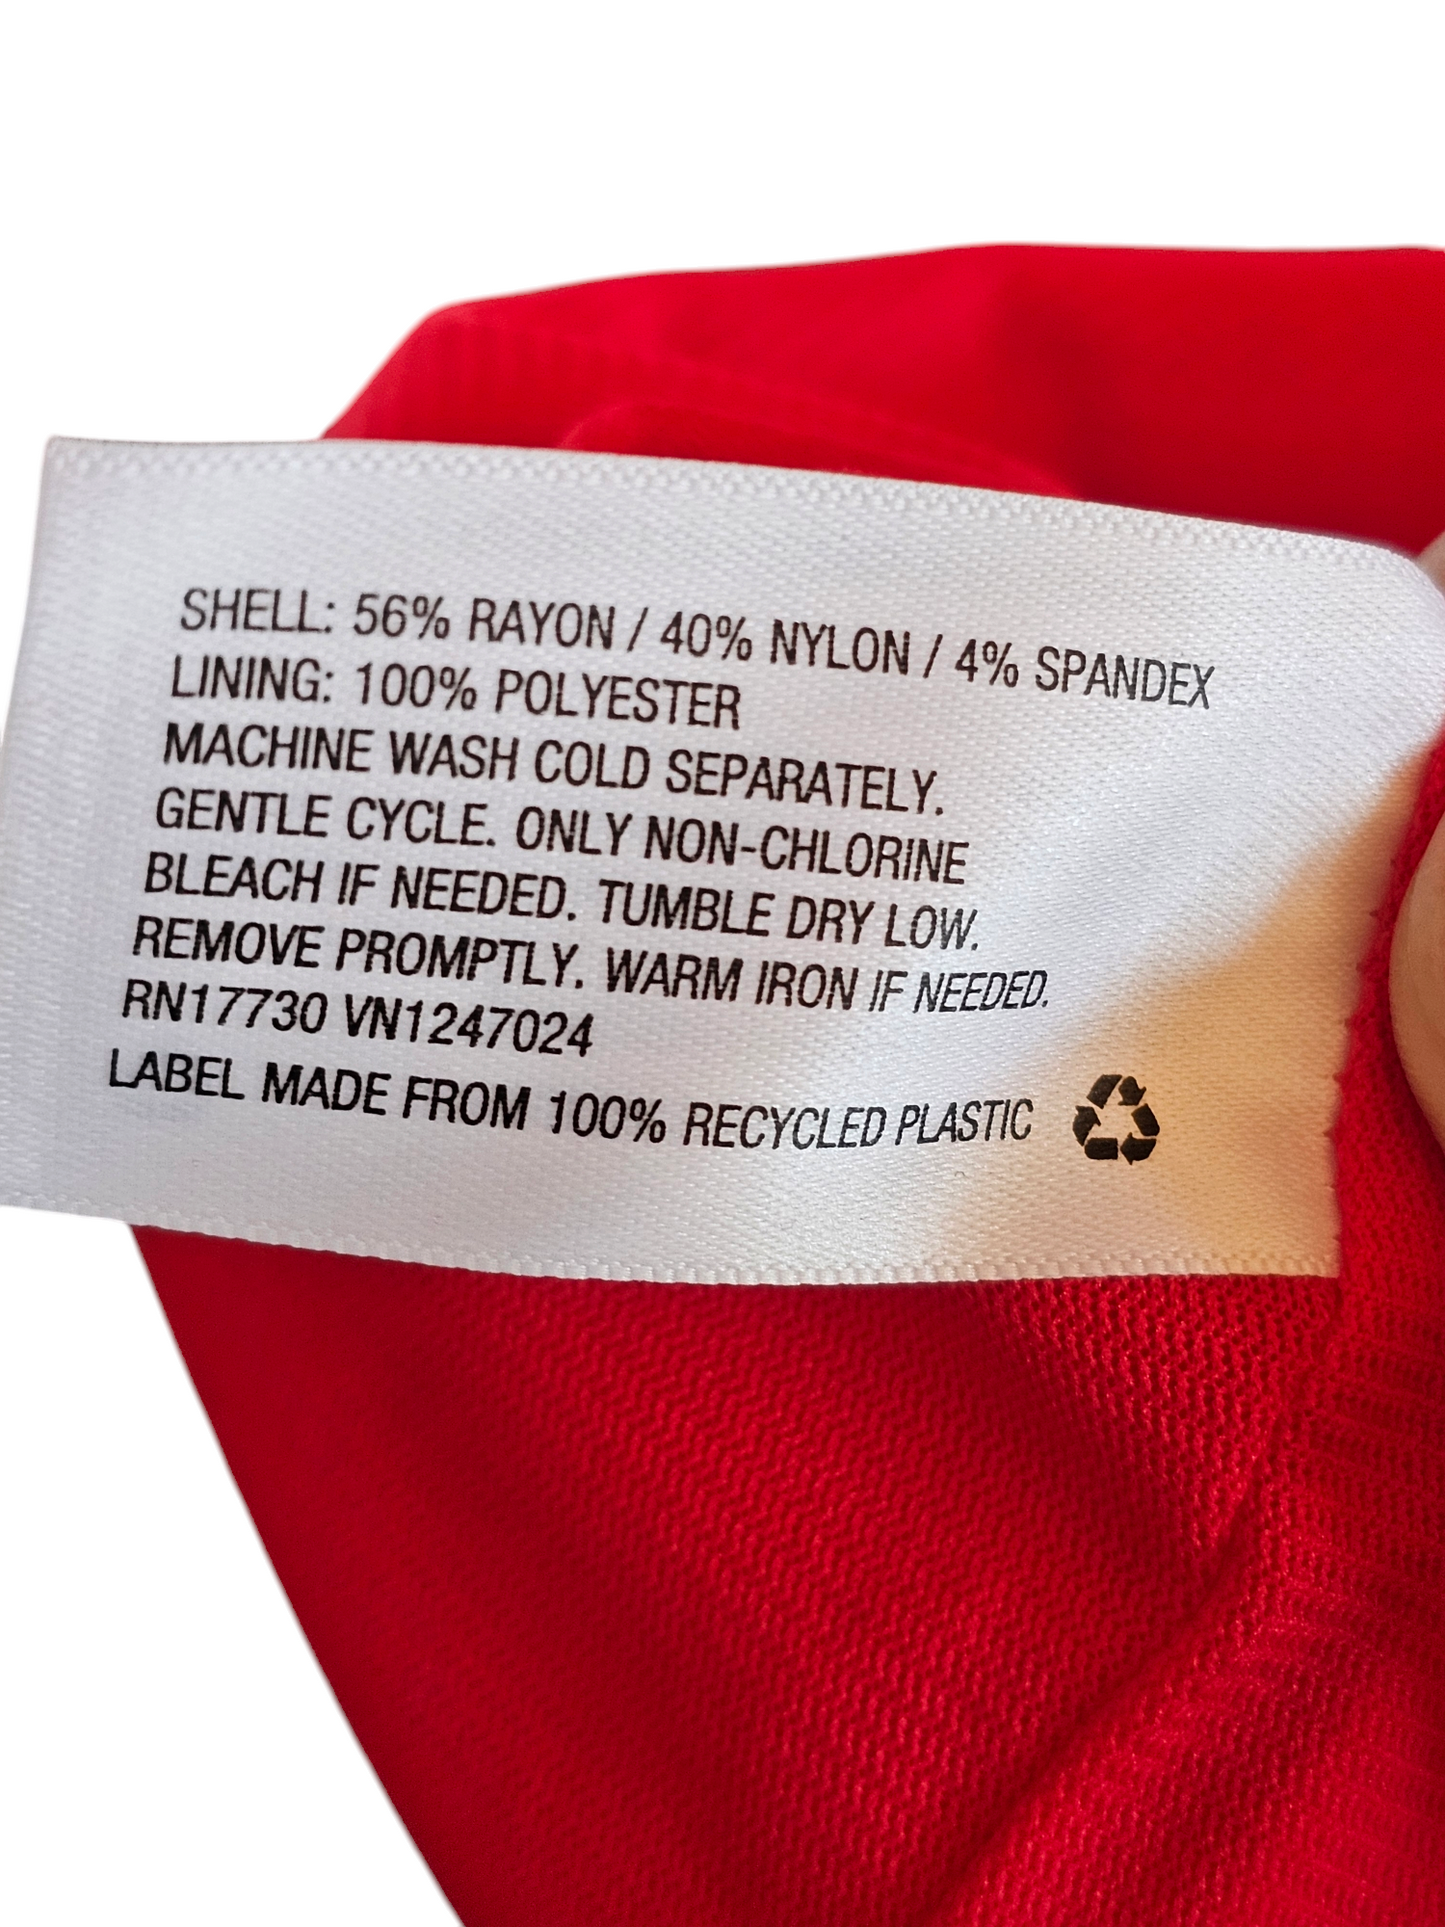 SHELL: 56% RAYON / 40% NYLON / 4% SPANDEX
LINING: 100% POLYESTER
MACHINE WASH COLD SEPARATELY.
GENTLE CYCLE. ONLY NON-CHLORINE
BLEACH IF NEEDED. TUMBLE DRY LOW.
REMOVE PROMPTLY. WARM IRON IF NEEDED.
RN17730 VN1247024
LABEL MADE FROM 100% RECYCLED PLASTIC